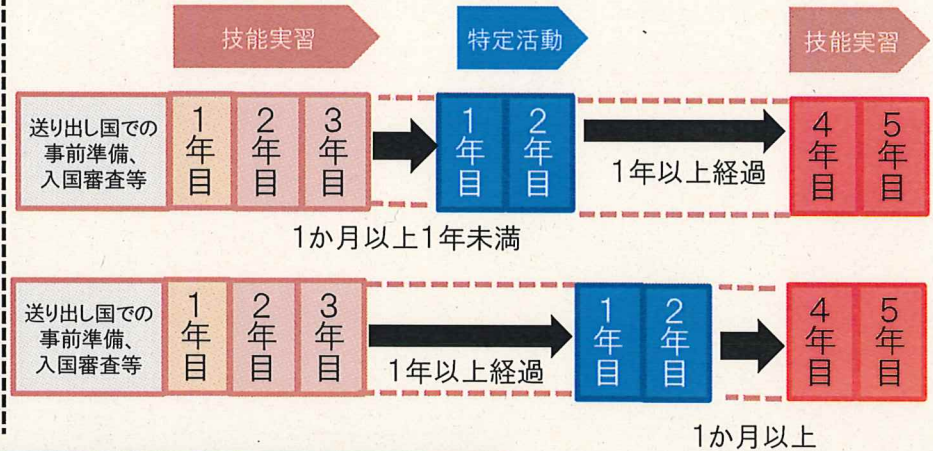 技能実習
特定活動
技能実習
送り出し国での
事前準備、
入国審査等
1年目
2年目
3年目
1年目
2年目
1年以上経過
4年目
5年目
1か月以上1年未満
送り出し国での
事前準備、
入国審査等
1年目
2年目
3年目
1年以上経過
1年目
2年目
4年目
5年目
1か月以上